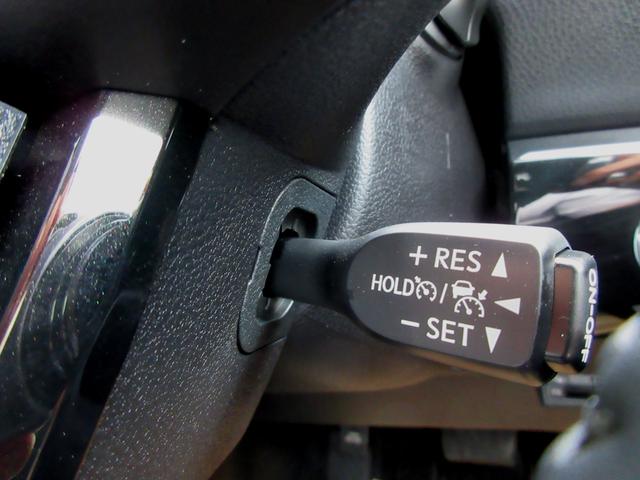 + RES
HOLD /
− SET
ON-OFF